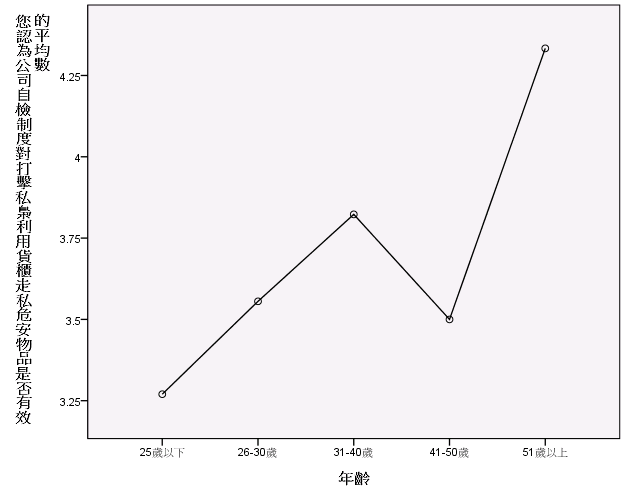 您認為公司自檢制度對打擊私梟利用貨櫃走私危安物品是否有效
的平均數
4.25
4
3.75
3.5
3.25
25歲以下
26-30歲
31-40歲
41-50歲
51歲以上
年齡